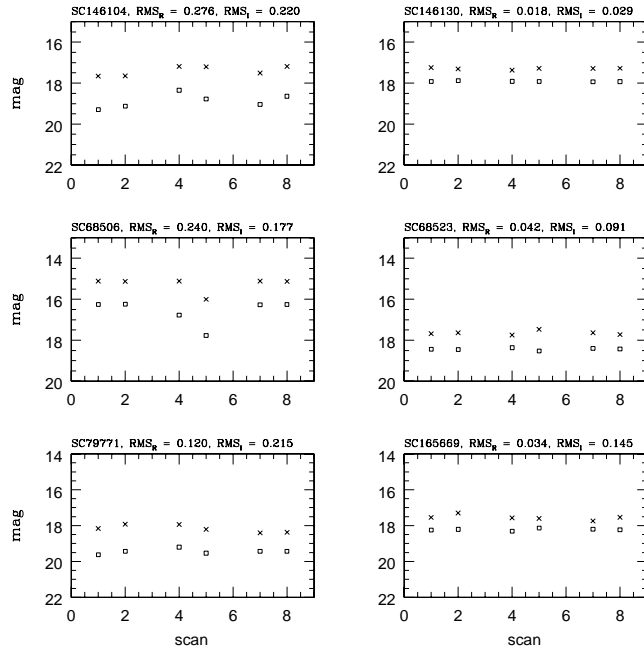 SC146104, RMS_R = 0.276, RMS_I = 0.220
mag
16
18
20
22
0 2 4 6 8
SC146130, RMS_R = 0.018, RMS_I = 0.029
16
18
20
22
0 2 4 6 8
SC68506, RMS_R = 0.240, RMS_I = 0.177
mag
14
16
18
20
0 2 4 6 8
SC68523, RMS_R = 0.042, RMS_I = 0.091
14
16
18
20
0 2 4 6 8
SC79771, RMS_R = 0.120, RMS_I = 0.215
mag
14
16
18
20
22
0 2 4 6 8
scan
SC165669, RMS_R = 0.034, RMS_I = 0.145
14
16
18
20
22
0 2 4 6 8
scan